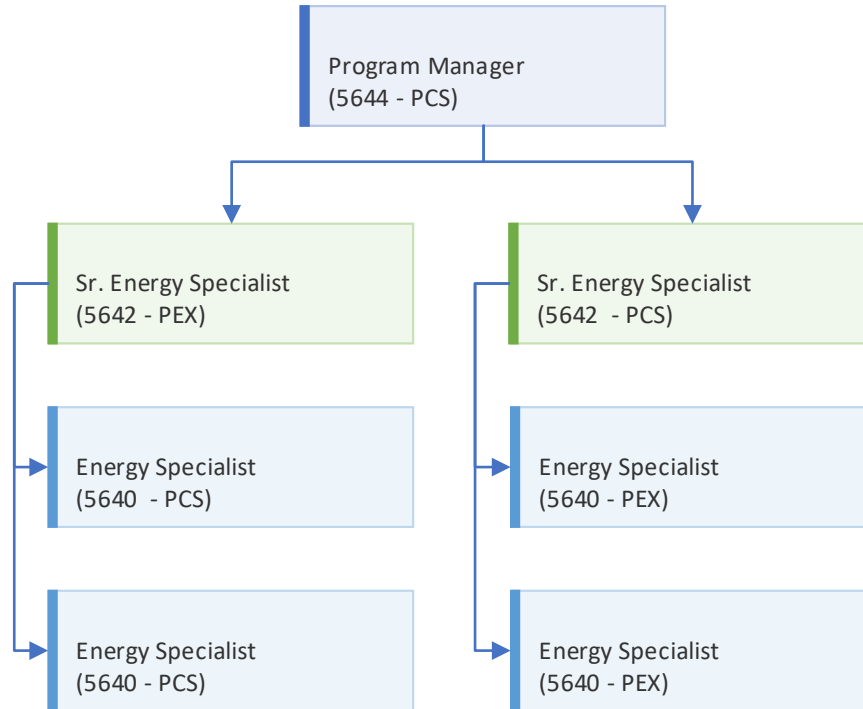 Program Manager
(5644 - PCS)
Sr. Energy Specialist
(5642 - PEX)
Sr. Energy Specialist
(5642  - PCS)
Energy Specialist
(5640  - PCS)
Energy Specialist
(5640 - PEX)
Energy Specialist
(5640 - PCS)
Energy Specialist
(5640 - PEX)